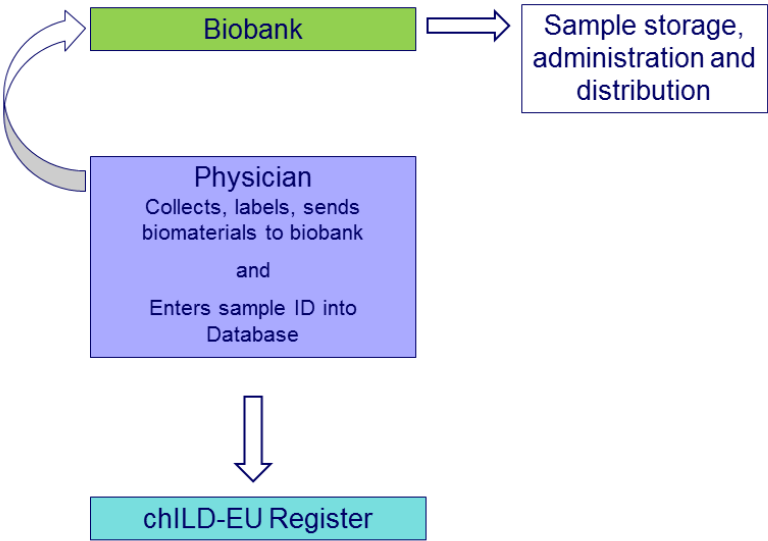 Biobank
Sample storage,
administration and
distribution
Physician
Collects, labels, sends
biomaterials to biobank
and
Enters sample ID into
Database
chILD-EU Register